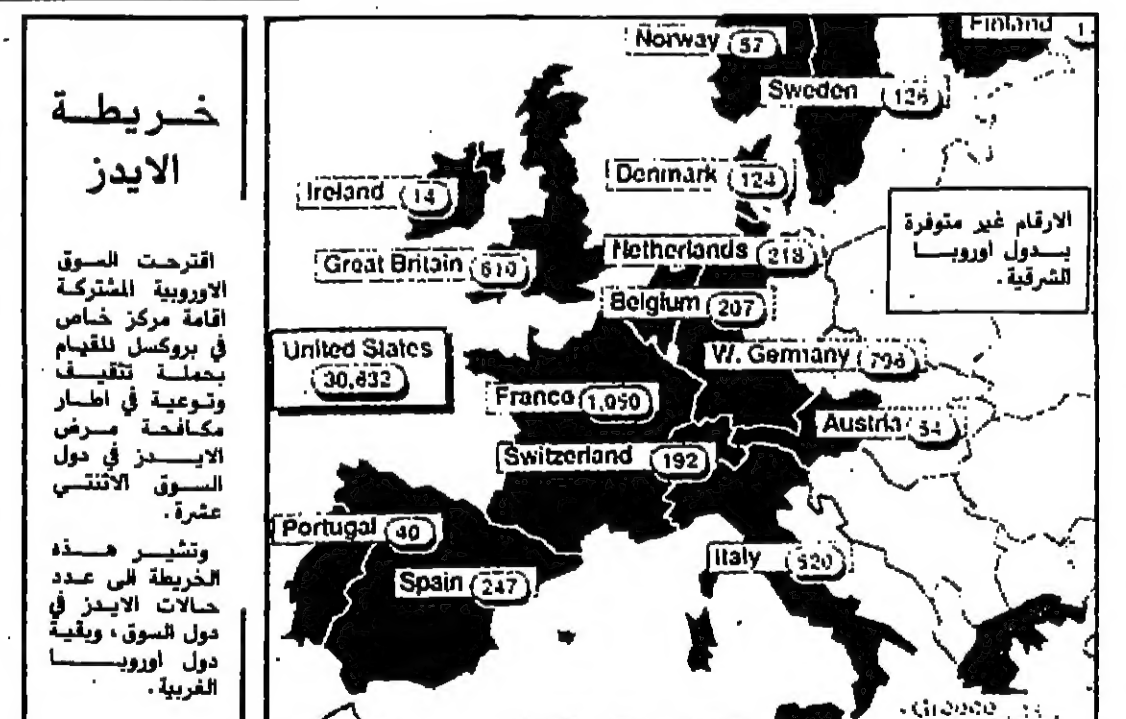 خريطة
الايدز
اقترحت السوق
الاوروبية المشتركة
اقامة مركز خاص
في بروكسل للقيام
بحملة تثقيف
وتوعية في اطار
مكافحة مرض
الايدز في دول
السوق الاثنتي
عشرة .
وتشير هذه
الخريطة الى عدد
حالات الايدز في
دول السوق ، وبقية
دول اوروبا
الغربية .
Finland
Norway 57
Sweden
Denmark 124
Ireland 14
الارقام غير متوفرة
بدول اوروبا
الشرقية .
Netherlands 218
Great Britain 610
Belgium 207
United States
30,632
W. Germany
France 1,050
Austria 54
Switzerland 192
Portugal 40
Italy 520
Spain 247
Greece